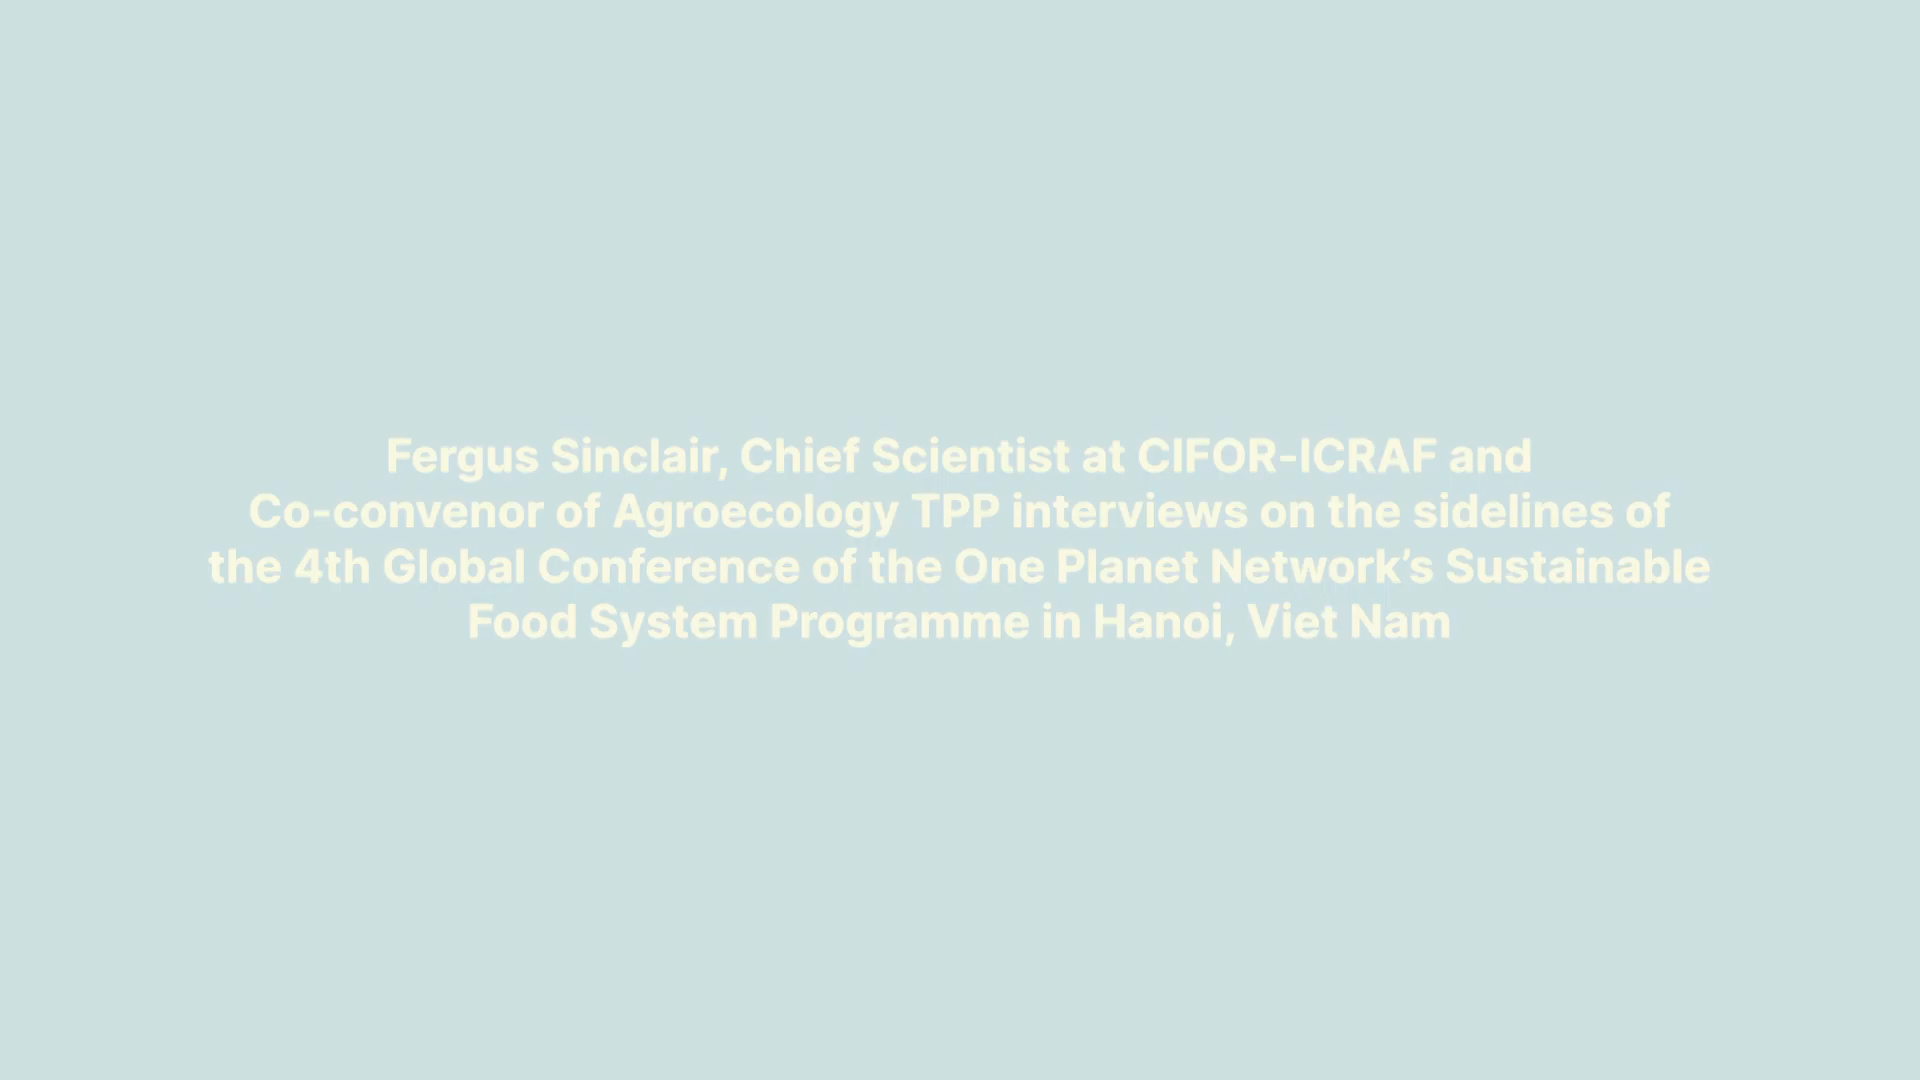 Fergus Sinclair, Chief Scientist at CIFOR-ICRAF and
Co-convenor of Agroecology TPP interviews on the sidelines of
the 4th Global Conference of the One Planet Network’s Sustainable
Food System Programme in Hanoi, Viet Nam